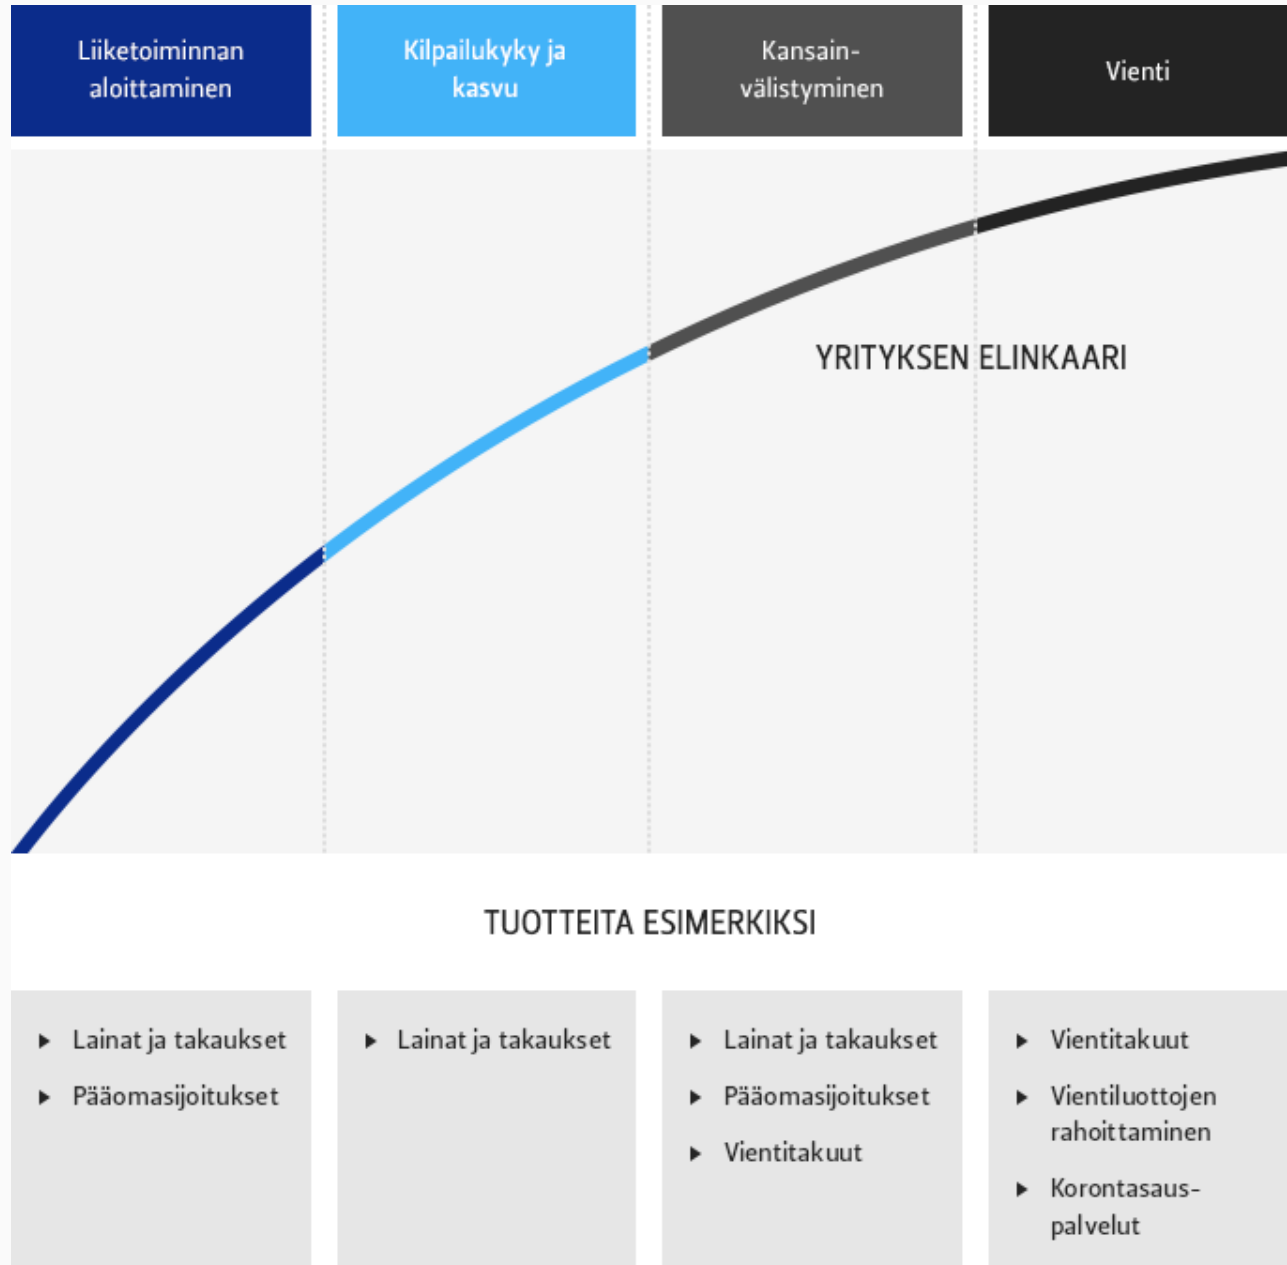 Liiketoiminnan
aloittaminen
Kilpailukyky ja
kasvu
Kansain-
välistyminen
Vienti
YRITYKSEN ELINKAARI
TUOTTEITA ESIMERKIKSI
Lainat ja takaukset
Pääomasijoitukset
Lainat ja takaukset
Lainat ja takaukset
Pääomasijoitukset
Vientitakuut
Vientitakuut
Vientiluottojen
rahoittaminen
Korontasaus-
palvelut